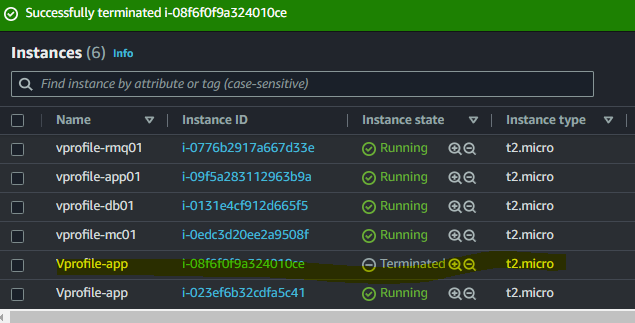 Successfully terminated i-08f6f0f9a324010ce
Instances (6) Info
Find instance by attribute or tag (case-sensitive)
Name Instance ID Instance state Instance type
vprofile-rmq01 i-0776b2917a667d33e Running t2.micro
vprofile-app01 i-09f5a283112963b9a Running t2.micro
vprofile-db01 i-0131e4cf912d665f5 Running t2.micro
vprofile-mc01 i-0edc3d20ee2a9508f Running t2.micro
Vprofile-app i-08f6f0f9a324010ce Terminated t2.micro
Vprofile-app i-023ef6b32cdfa5c41 Running t2.micro